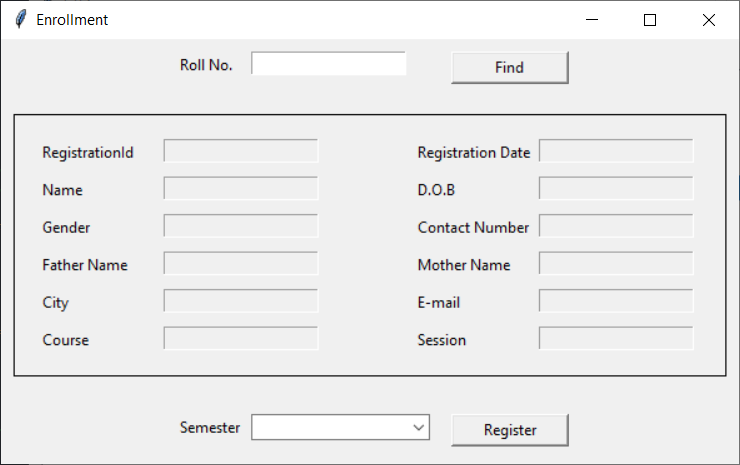 Enrollment
Roll No. Find
RegistrationId Registration Date
Name D.O.B
Gender Contact Number
Father Name Mother Name
City E-mail
Course Session
Semester Register